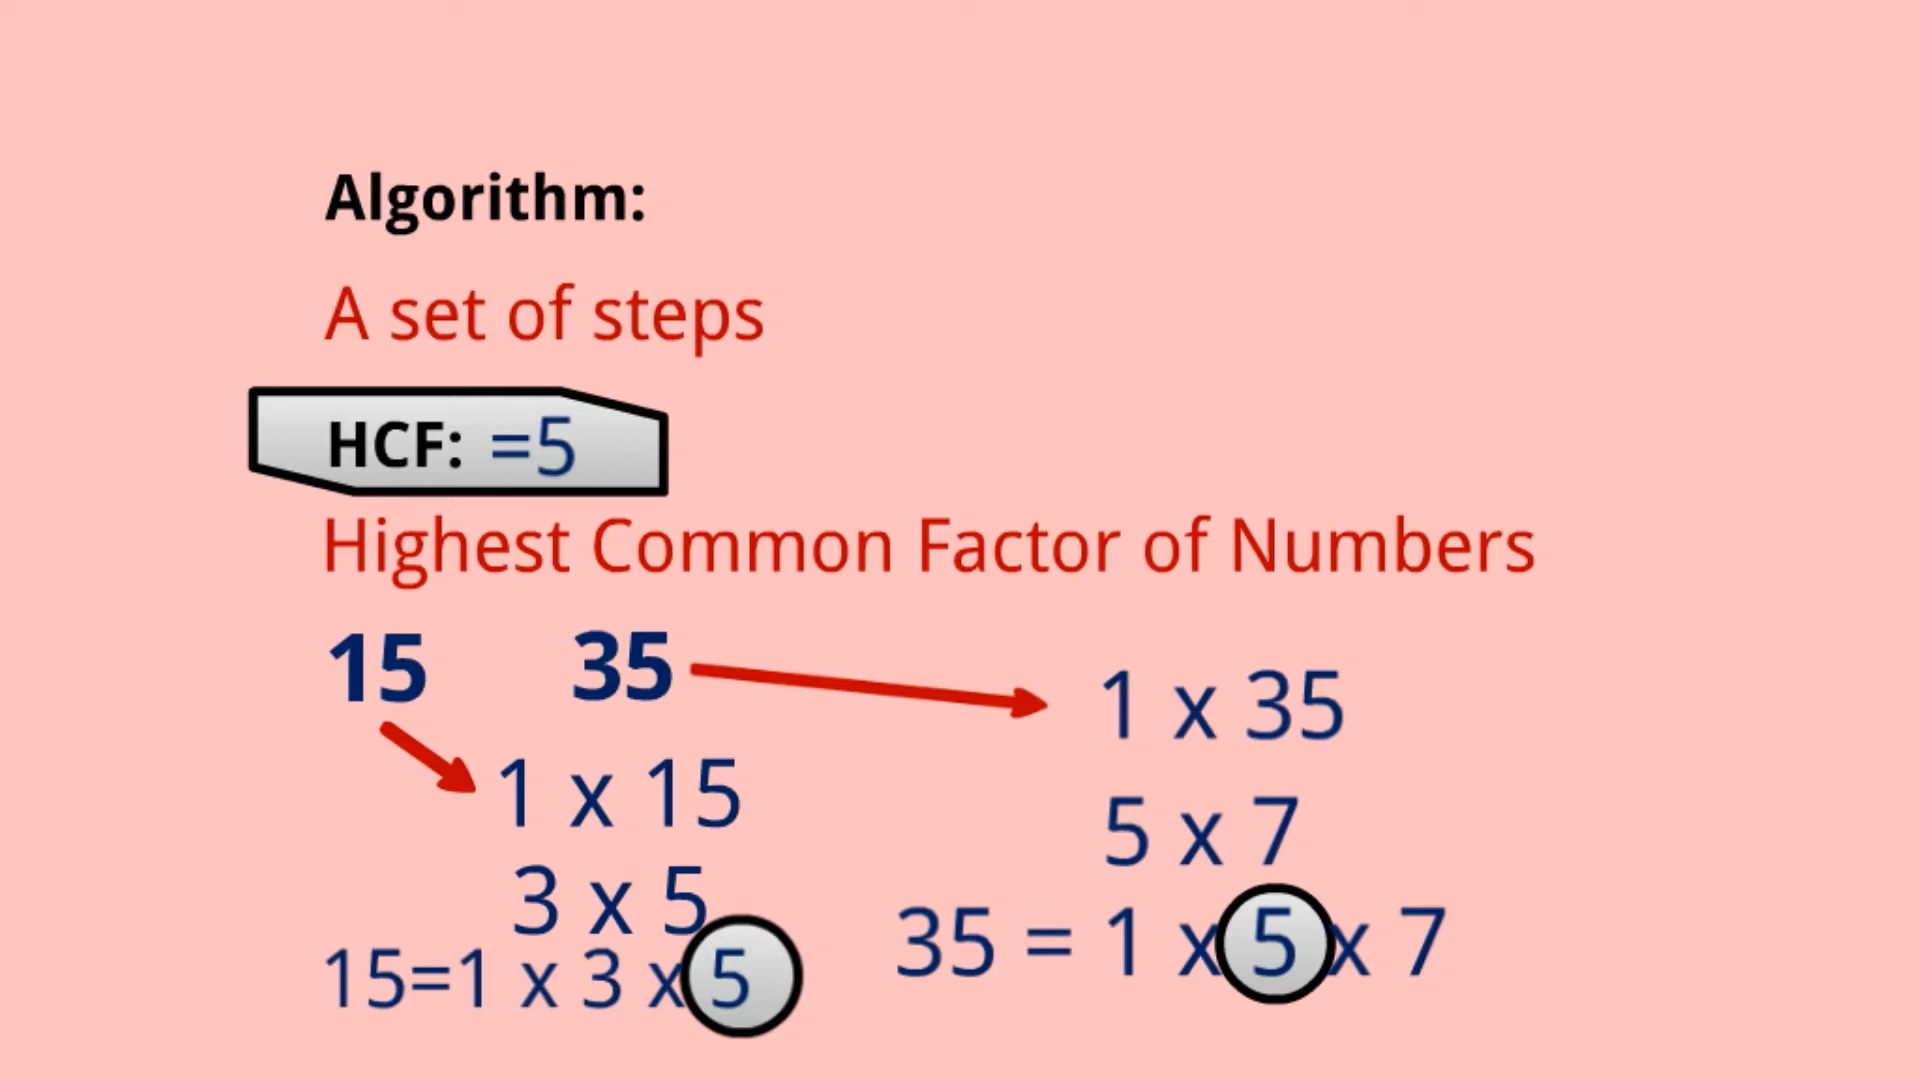 Algorithm:
A set of steps
HCF: =5
Highest Common Factor of Numbers
15 35
1 x 15
3 x 5
15=1 x 3 x 5
1 x 35
5 x 7
35 = 1 x 5 x 7